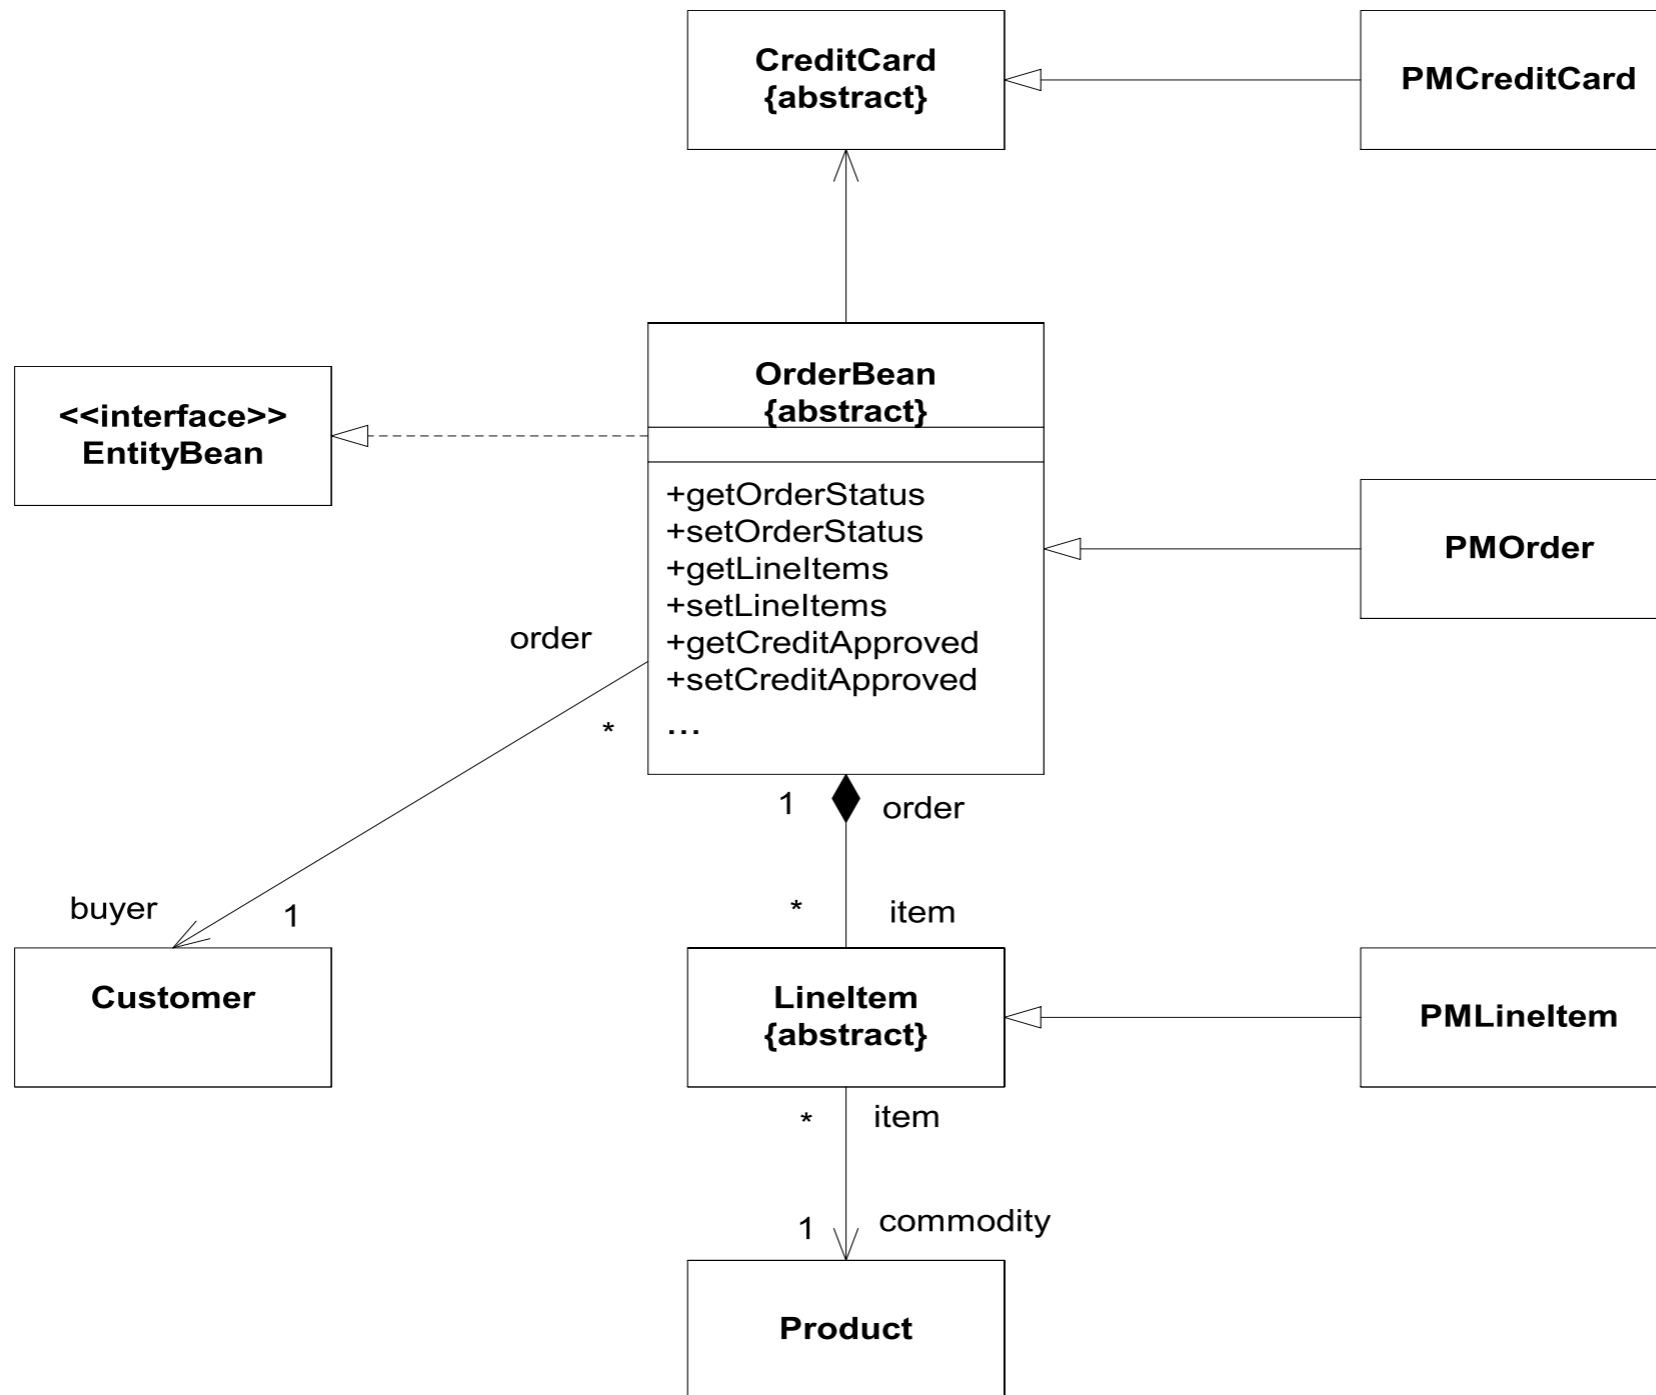 CreditCard
{abstract}
PMCreditCard
<<interface>>
EntityBean
OrderBean
{abstract}
+getOrderStatus
+setOrderStatus
+getLineItems
+setLineItems
+getCreditApproved
+setCreditApproved
...
PMOrder
order
*
buyer
1
Customer
1
order
*
item
LineItem
{abstract}
PMLineItem
*
item
1
commodity
Product